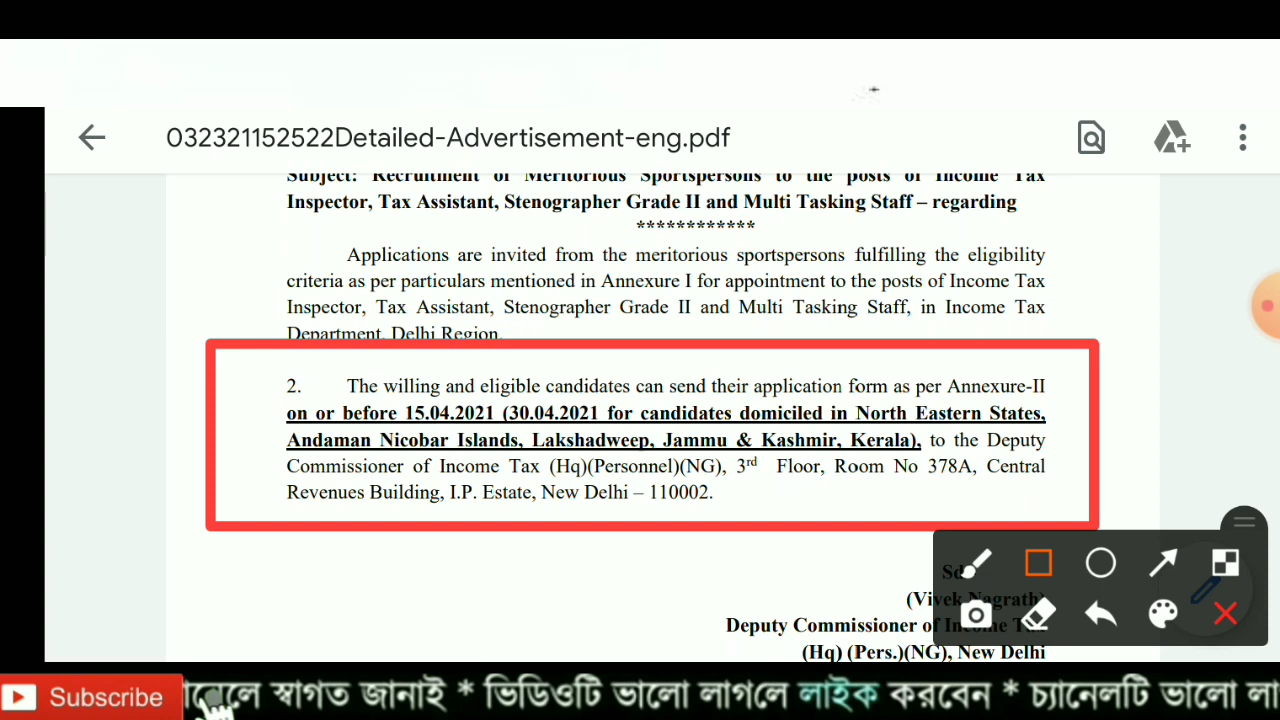 032321152522Detailed-Advertisement-eng.pdf
Subject: Recruitment of Meritorious Sportspersons to the posts of Income Tax
Inspector, Tax Assistant, Stenographer Grade II and Multi Tasking Staff – regarding
************
Applications are invited from the meritorious sportspersons fulfilling the eligibility
criteria as per particulars mentioned in Annexure I for appointment to the posts of Income Tax
Inspector, Tax Assistant, Stenographer Grade II and Multi Tasking Staff, in Income Tax
Department, Delhi Region.
2. The willing and eligible candidates can send their application form as per Annexure-II
on or before 15.04.2021 (30.04.2021 for candidates domiciled in North Eastern States,
Andaman Nicobar Islands, Lakshadweep, Jammu & Kashmir, Kerala), to the Deputy
Commissioner of Income Tax (Hq)(Personnel)(NG), 3rd Floor, Room No 378A, Central
Revenues Building, I.P. Estate, New Delhi – 110002.
Sd
(Vivek Nagrath)
Deputy Commissioner of Income Tax
(Hq) (Pers.)(NG), New Delhi
Subscribe স্বাগত জানাই * ভিডিওটি ভালো লাগলে লাইক করবেন * চ্যানেলটি ভালো লা